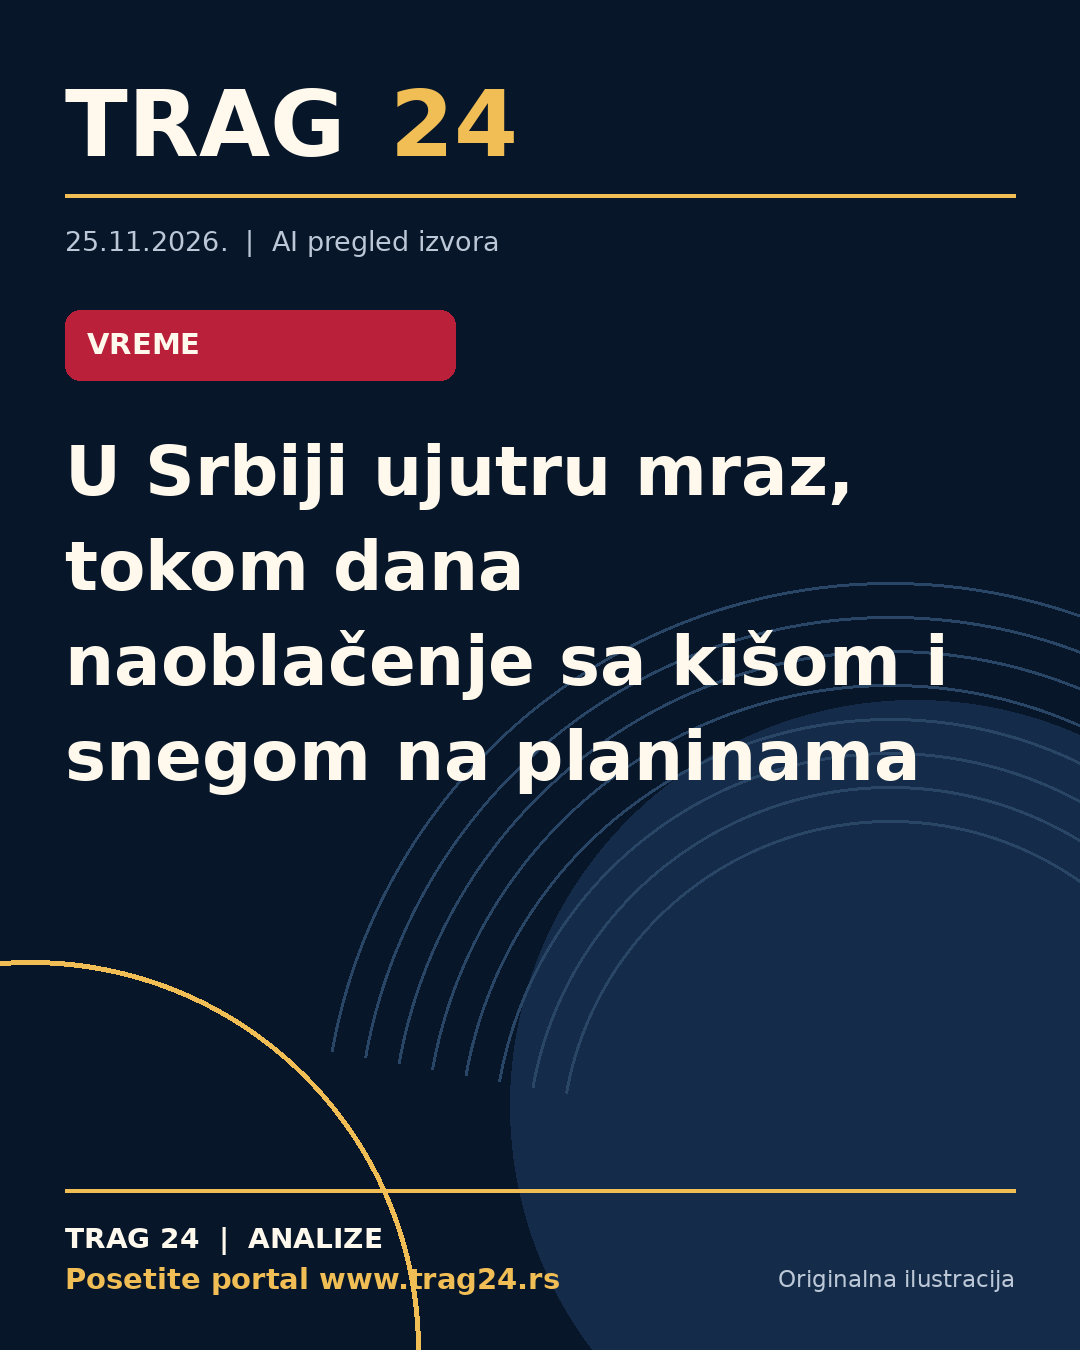 TRAG 24
25.11.2026. | AI pregled izvora
VREME
U Srbiji ujutru mraz,
tokom dana
naoblačenje sa kišom i
snegom na planinama
TRAG 24 | ANALIZE
Posetite portal www.trag24.rs
Originalna ilustracija